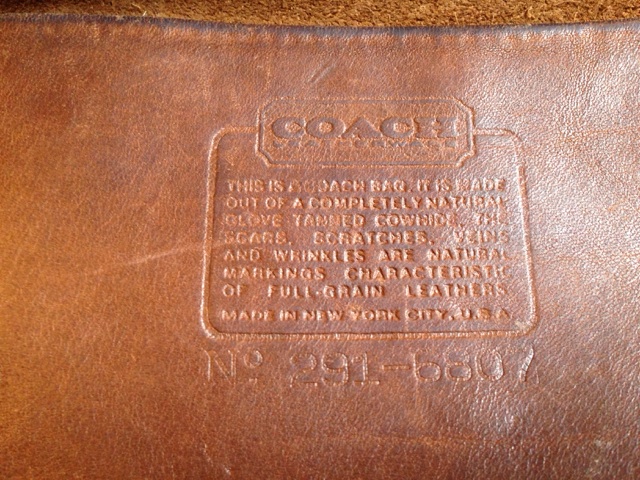 COACH
LEATHERWARE
THIS IS A COACH BAG. IT IS MADE
OUT OF A COMPLETELY NATURAL
GLOVE TANNED COWHIDE. THE
SCARS, SCRATCHES, VEINS
AND WRINKLES ARE NATURAL
MARKINGS CHARACTERISTIC
OF FULL-GRAIN LEATHERS
MADE IN NEW YORK CITY, U.S.A
No 291-6807